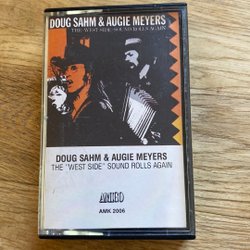 DOUG SAHM & AUGIE MEYERS
THE WEST SIDE SOUND ROLLS AGAIN
DOUG SAHM & AUGIE MEYERS
THE "WEST SIDE" SOUND ROLLS AGAIN
AMK 2006